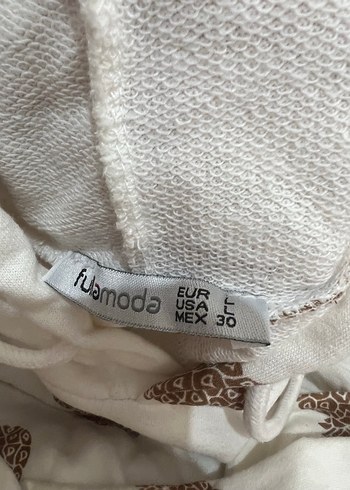 fulamoda
EUR L
USA L
MEX 30